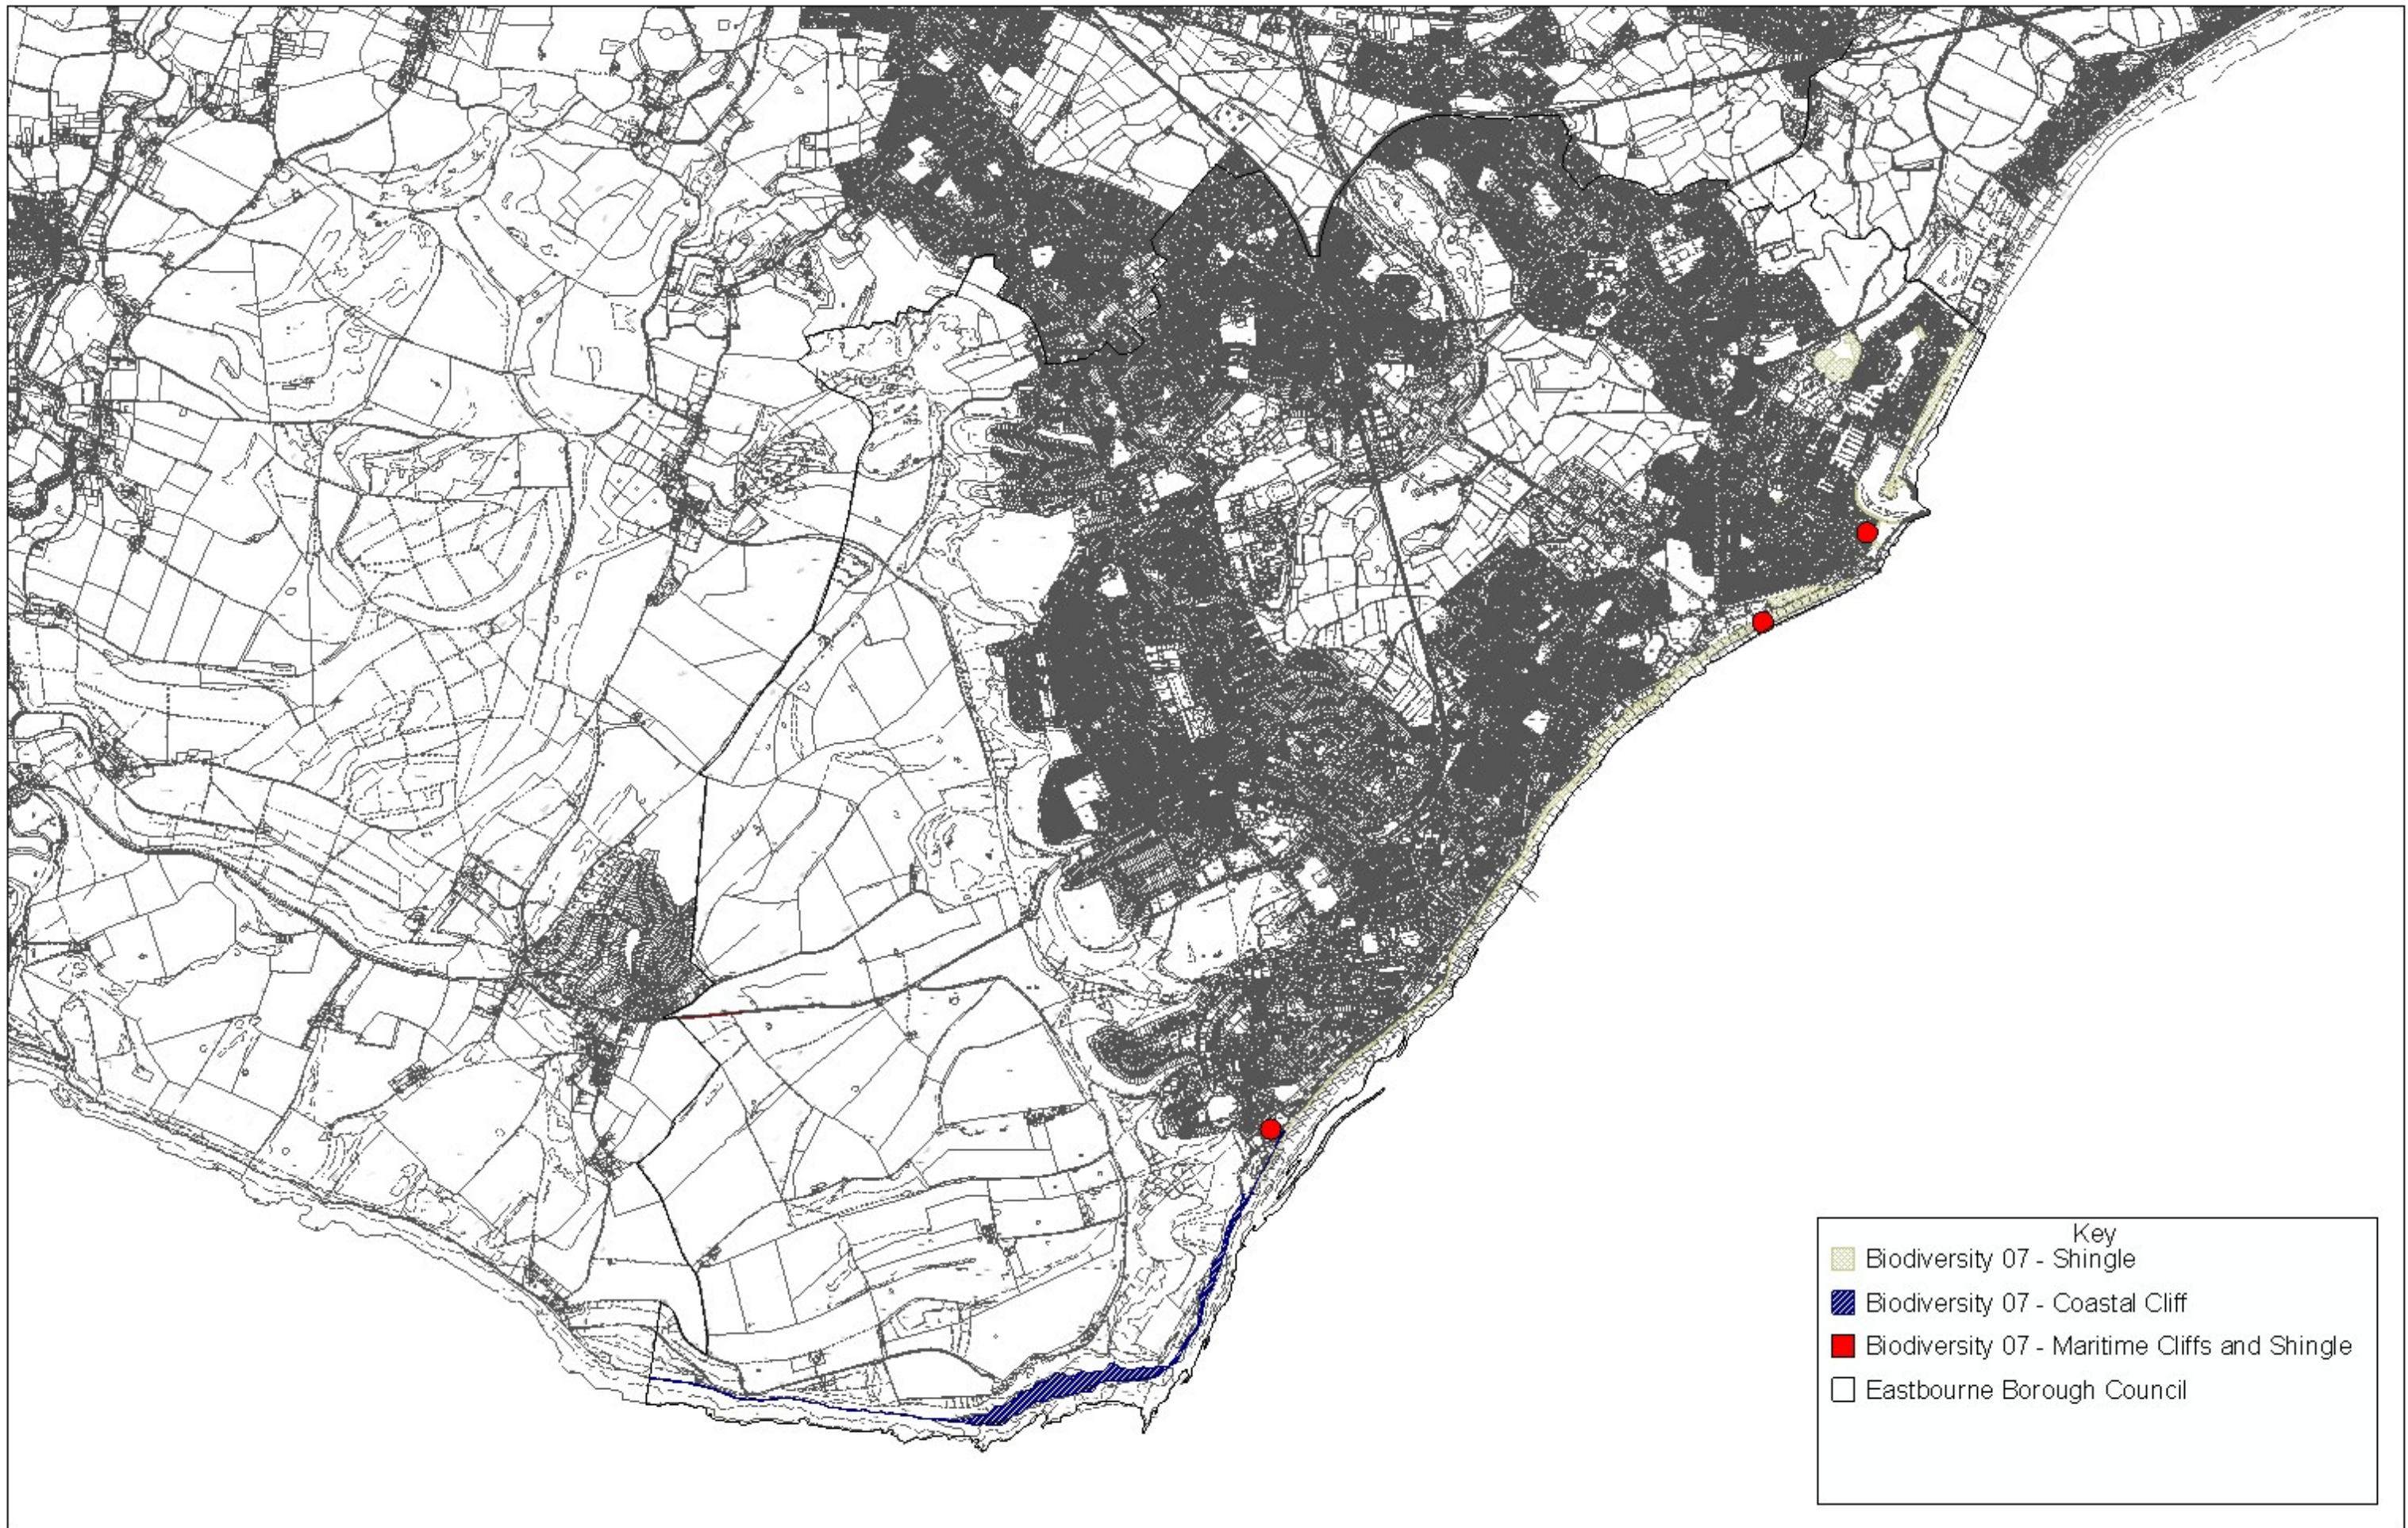 Key
Biodiversity 07 - Shingle
Biodiversity 07 - Coastal Cliff
Biodiversity 07 - Maritime Cliffs and Shingle
Eastbourne Borough Council